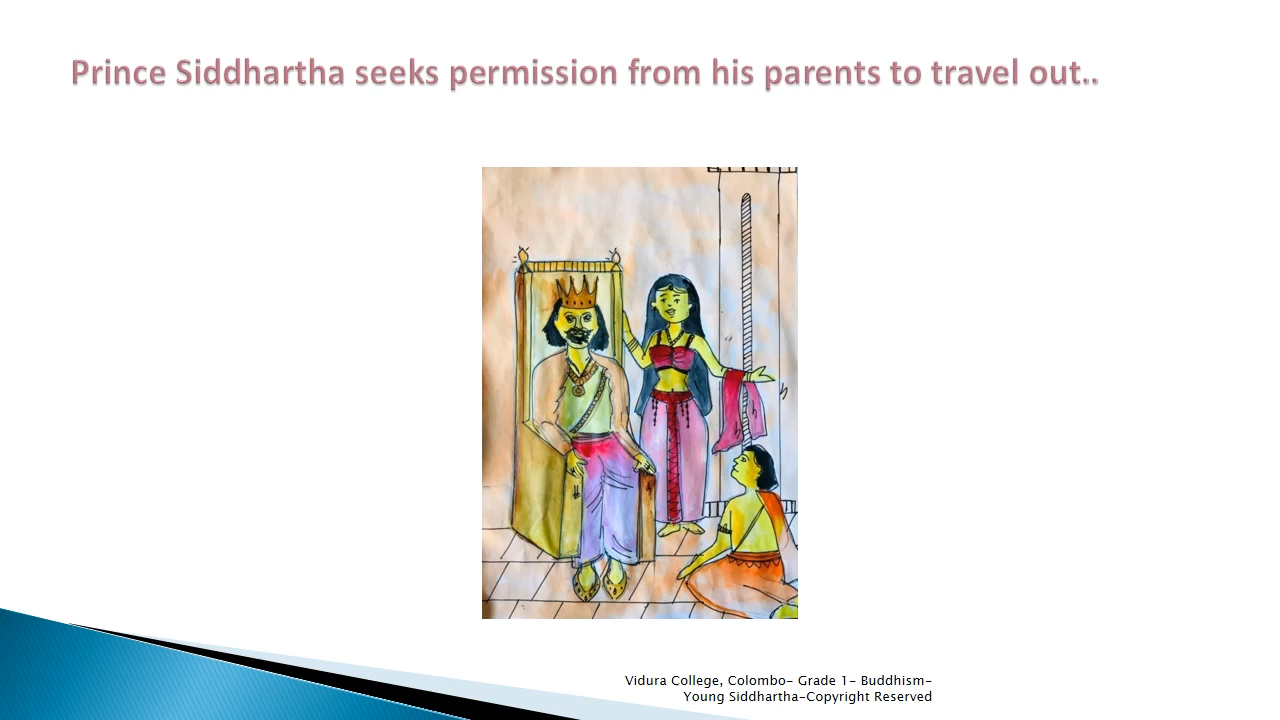 Prince Siddhartha seeks permission from his parents to travel out..
Vidura College, Colombo- Grade 1- Buddhism-
Young Siddhartha-Copyright Reserved